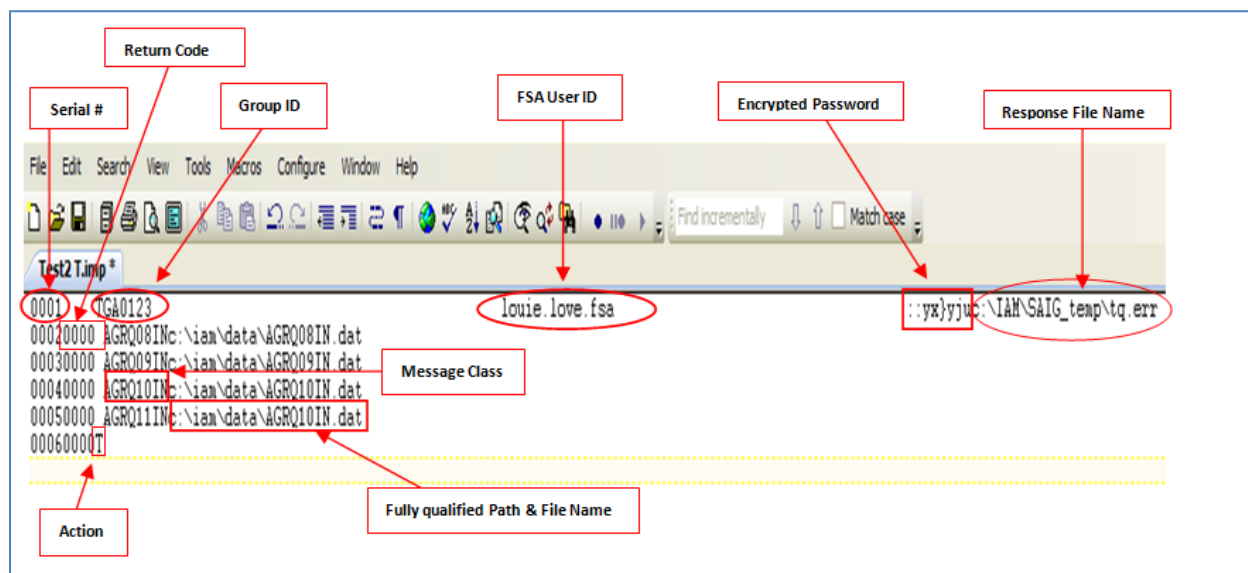 Return Code
Serial # Group ID FSA User ID Encrypted Password Response File Name
File Edit Search View Tools Macros Configure Window Help
Find incrementally Match case
Test2 T.imp *
0001 TGA0123 louie.love.fsa ::yx}yjuc:\IAM\SAIG_temp\tq.err
00020000 AGRQ08INc:\iam\data\AGRQ08IN.dat
00030000 AGRQ09INc:\iam\data\AGRQ09IN.dat
00040000 AGRQ10INc:\iam\data\AGRQ10IN.dat
Message Class
00050000 AGRQ11INc:\iam\data\AGRQ10IN.dat
00060000T
Fully qualified Path & File Name
Action